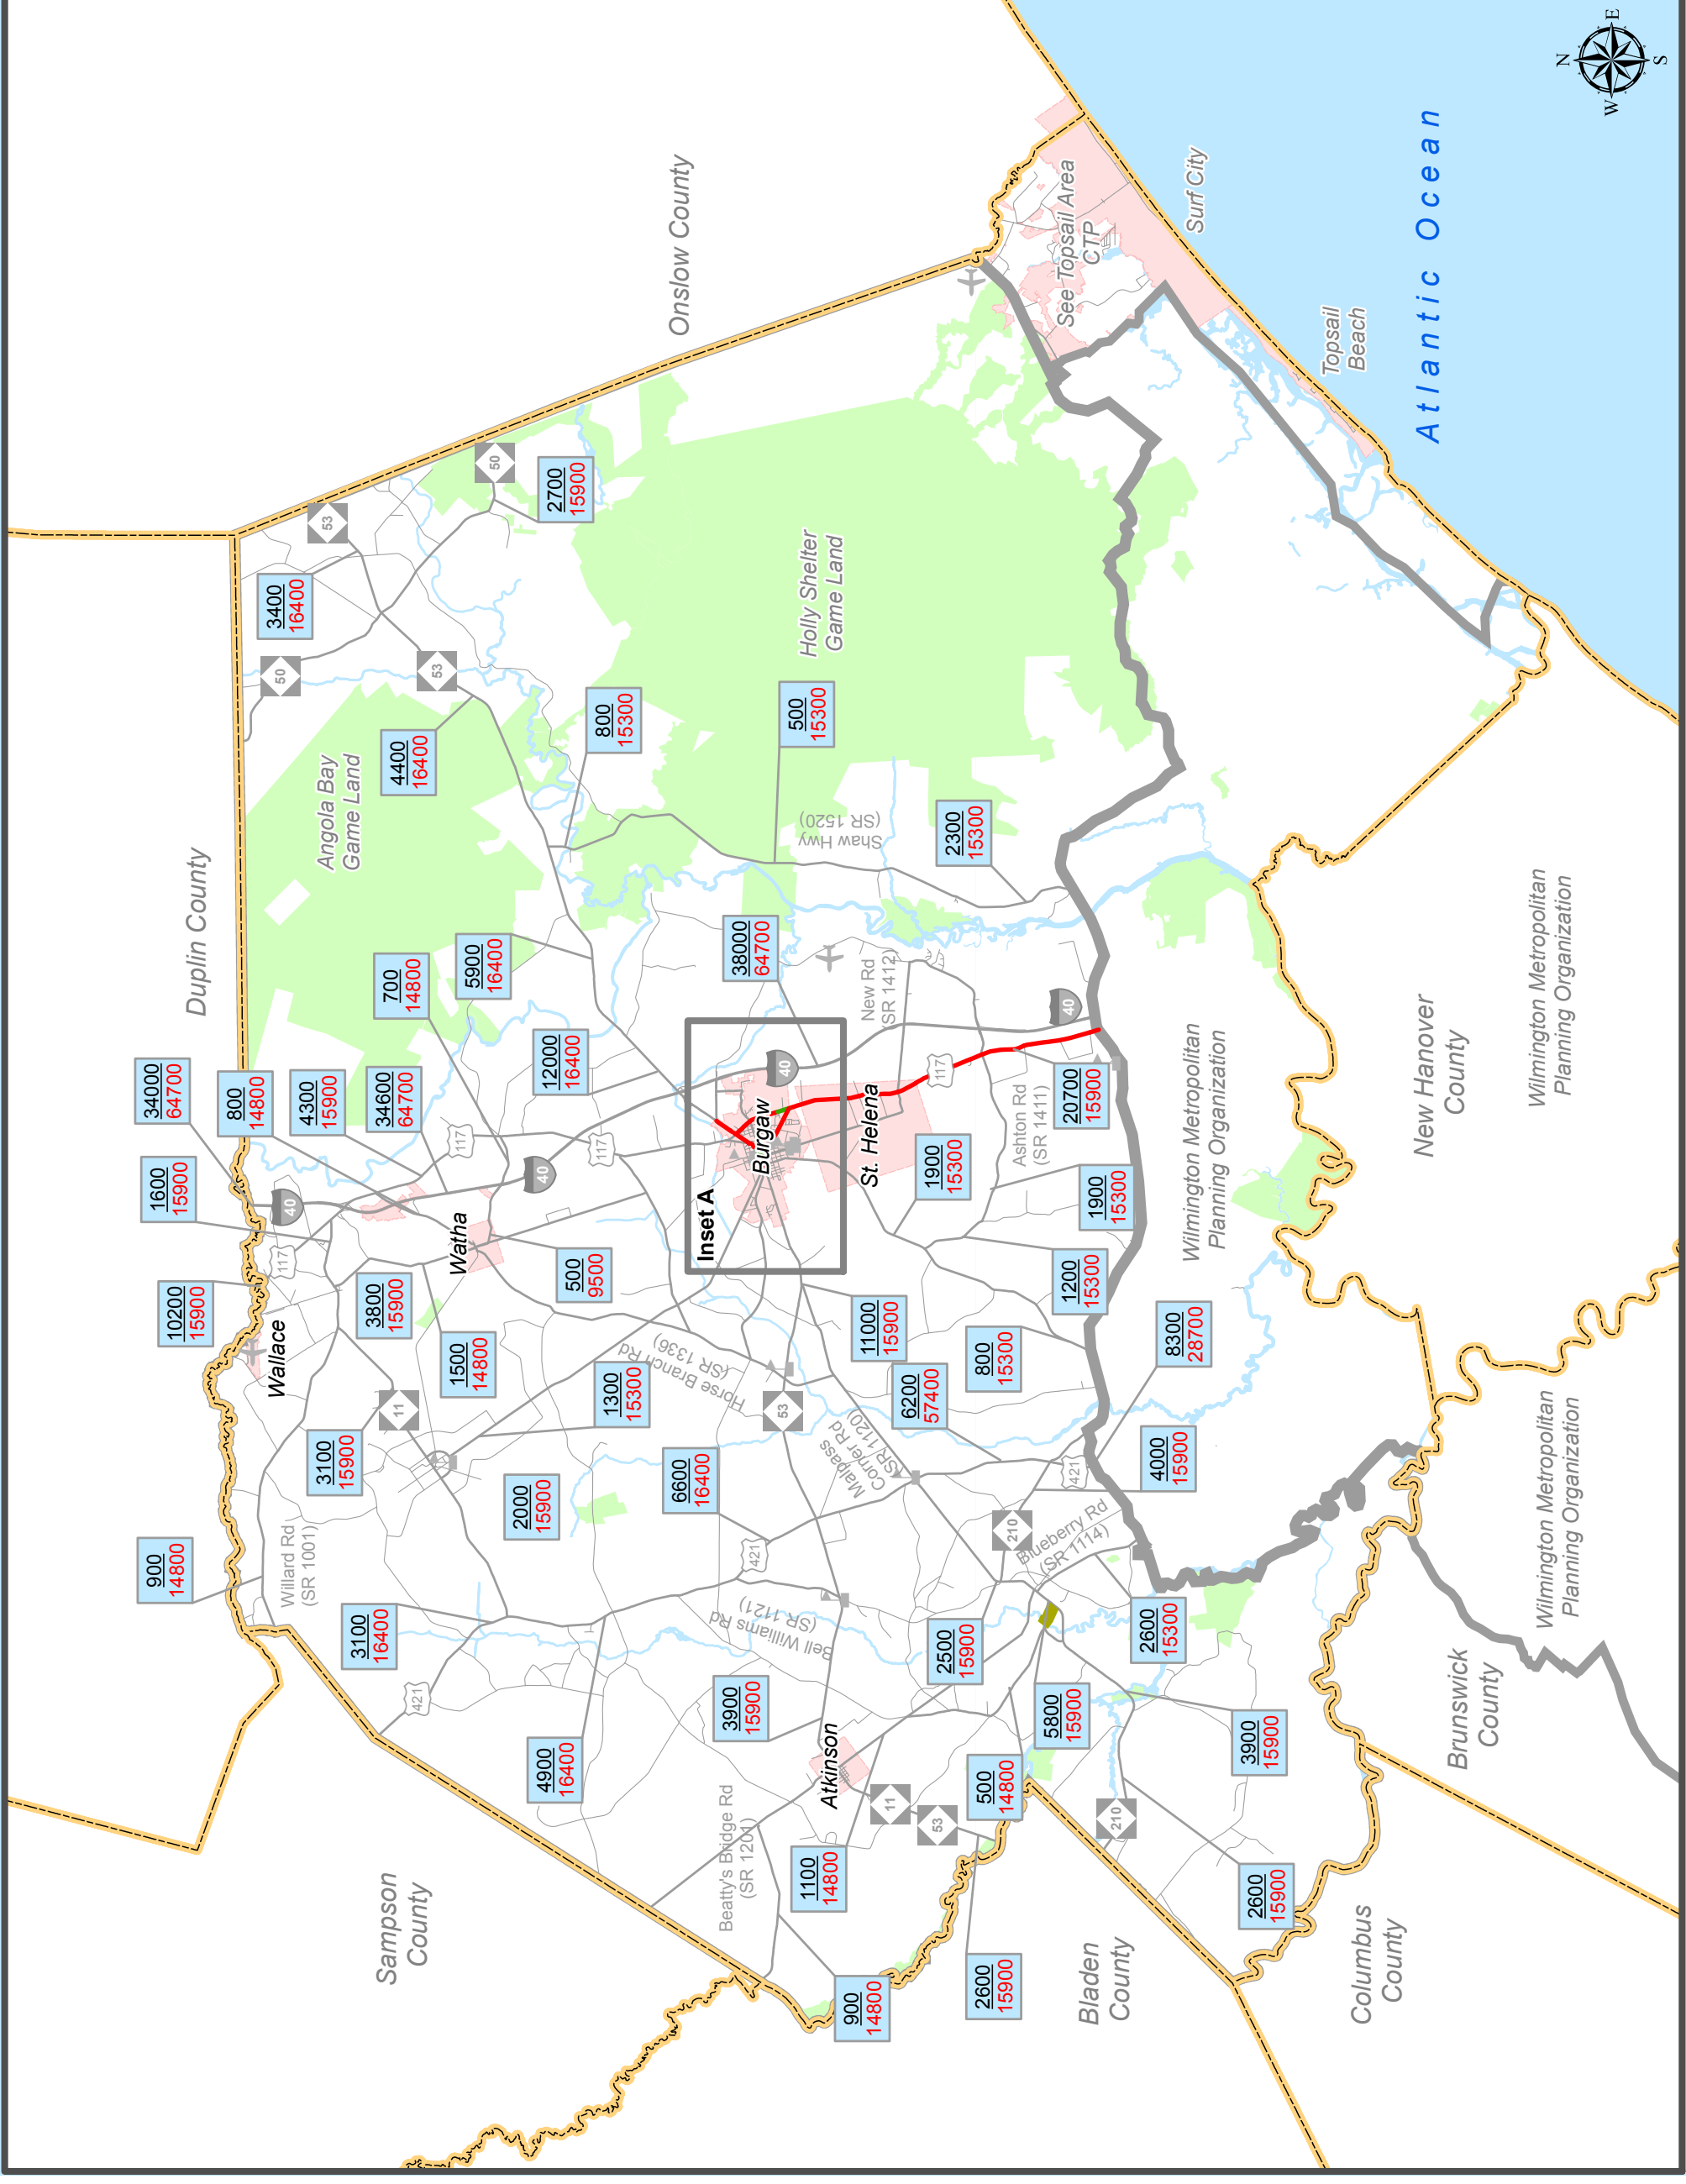 Duplin County
Onslow County
Sampson
County
Bladen
County
Columbus
County
Brunswick
County
New Hanover
County
Wilmington Metropolitan
Planning Organization
Wilmington Metropolitan
Planning Organization
Wilmington Metropolitan
Planning Organization
Atlantic Ocean
Surf City
Topsail
Beach
See Topsail Area
CTP
Holly Shelter
Game Land
Angola Bay
Game Land
Wallace
Watha
Burgaw
St. Helena
Atkinson
Inset A
Willard Rd
(SR 1001)
Horse Branch Rd
(SR 1336)
Malpass
Corner Rd
(SR 1120)
Bell Williams Rd
(SR 1121)
Blueberry Rd
(SR 1114)
Beatty's Bridge Rd
(SR 1201)
Shaw Hwy
(SR 1520)
New Rd
(SR 1412)
Ashton Rd
(SR 1411)
N
E
S
W
900
14800
10200
15900
1600
15900
34000
64700
800
14800
4300
15900
34600
64700
700
14800
5900
16400
12000
16400
4400
16400
3400
16400
2700
15900
800
15300
500
15300
2300
15300
38000
64700
20700
15900
1900
15300
1900
15300
1200
15300
800
15300
8300
28700
4000
15900
6200
57400
11000
15900
500
9500
3800
15900
1500
14800
3100
15900
1300
15300
2000
15900
6600
16400
3100
16400
4900
16400
3900
15900
2500
15900
2600
15300
5800
15900
3900
15900
2600
15900
500
14800
1100
14800
900
14800
2600
15900
50
53
50
53
40
40
40
40
117
117
117
117
11
53
421
421
421
210
11
53
210